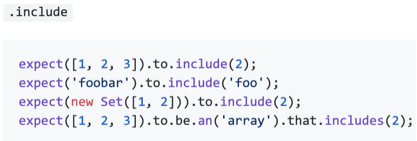 .include
expect([1, 2, 3]).to.include(2);
expect('foobar').to.include('foo');
expect(new Set([1, 2])).to.include(2);
expect([1, 2, 3]).to.be.an('array').that.includes(2);